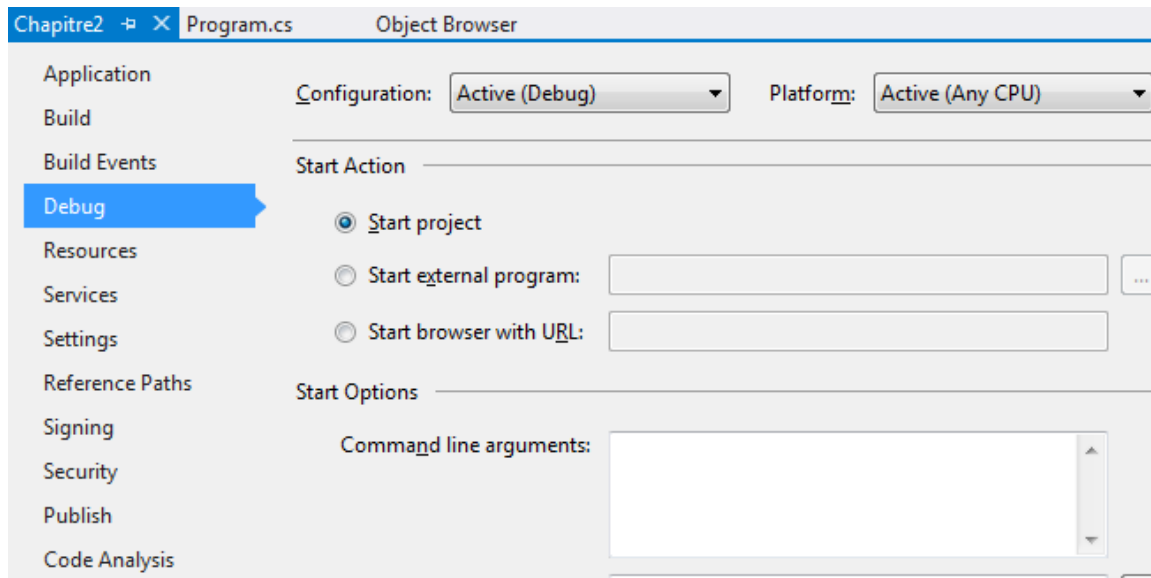 Chapitre2 Program.cs Object Browser
Application
Build
Build Events
Debug
Resources
Services
Settings
Reference Paths
Signing
Security
Publish
Code Analysis
Configuration: Active (Debug) Platform: Active (Any CPU)
Start Action
Start project
Start external program: ...
Start browser with URL:
Start Options
Command line arguments: